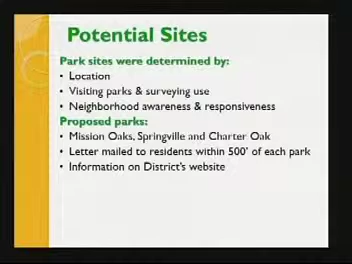 Potential Sites
Park sites were determined by:
• Location
• Visiting parks & surveying use
• Neighborhood awareness & responsiveness
Proposed parks:
• Mission Oaks, Springville and Charter Oak
• Letter mailed to residents within 500' of each park
• Information on District's website